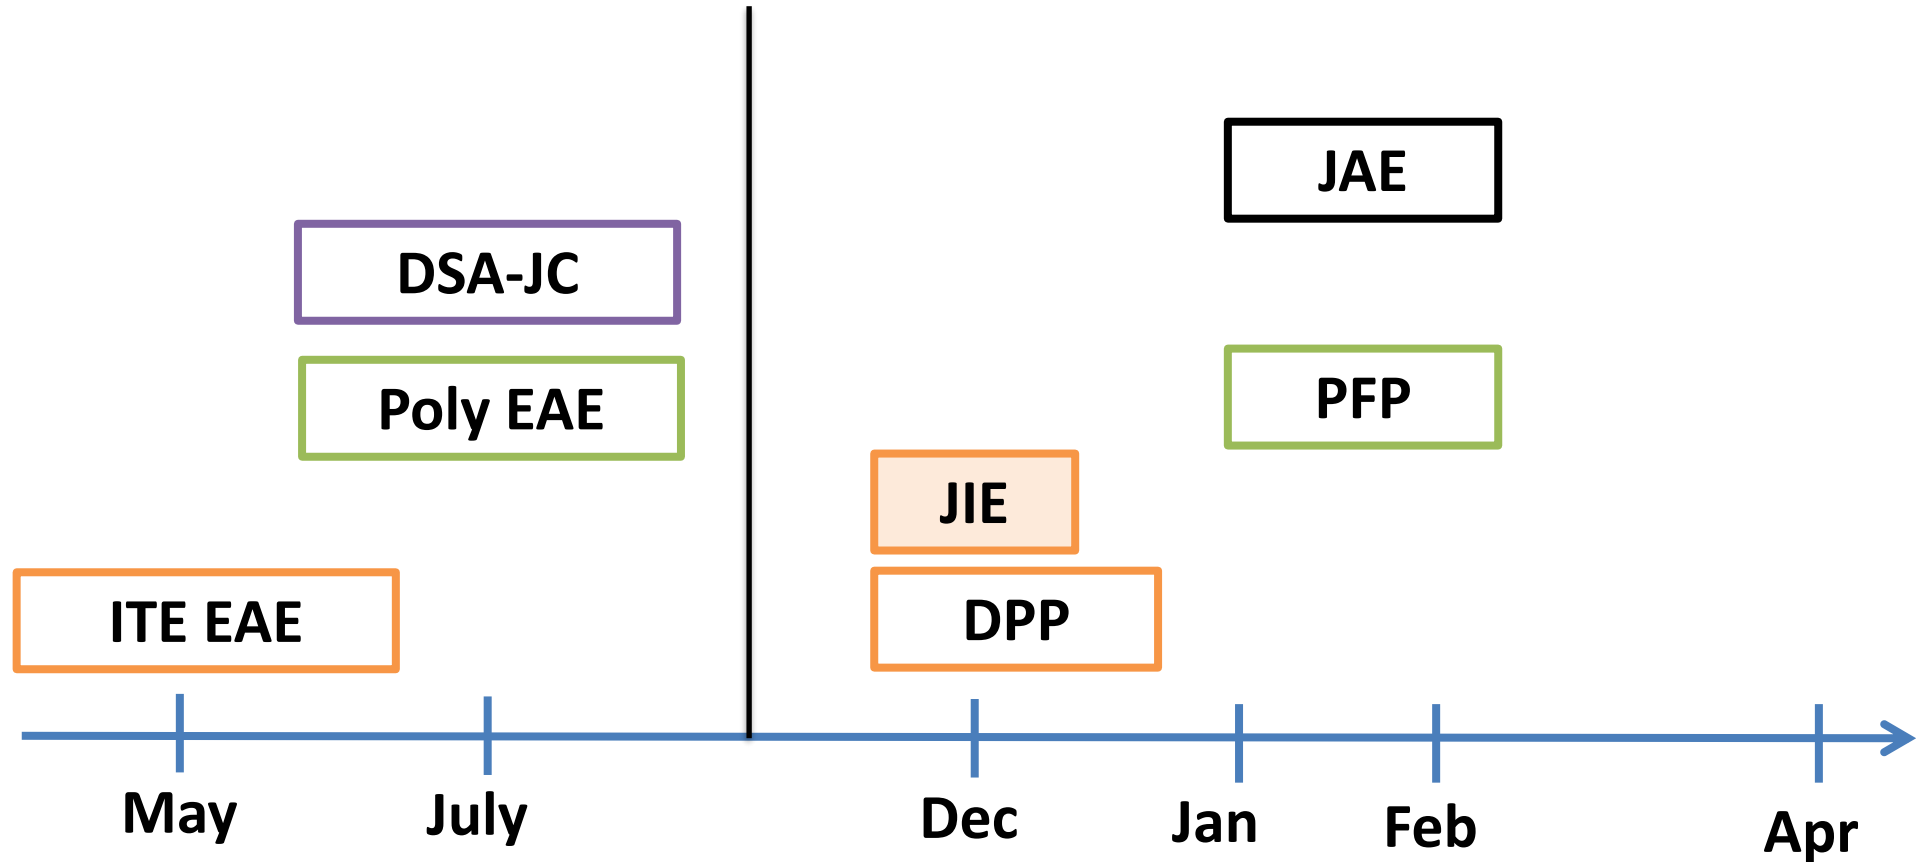 JAE
DSA-JC
Poly EAE
PFP
JIE
ITE EAE
DPP
May
July
Dec
Jan
Feb
Apr